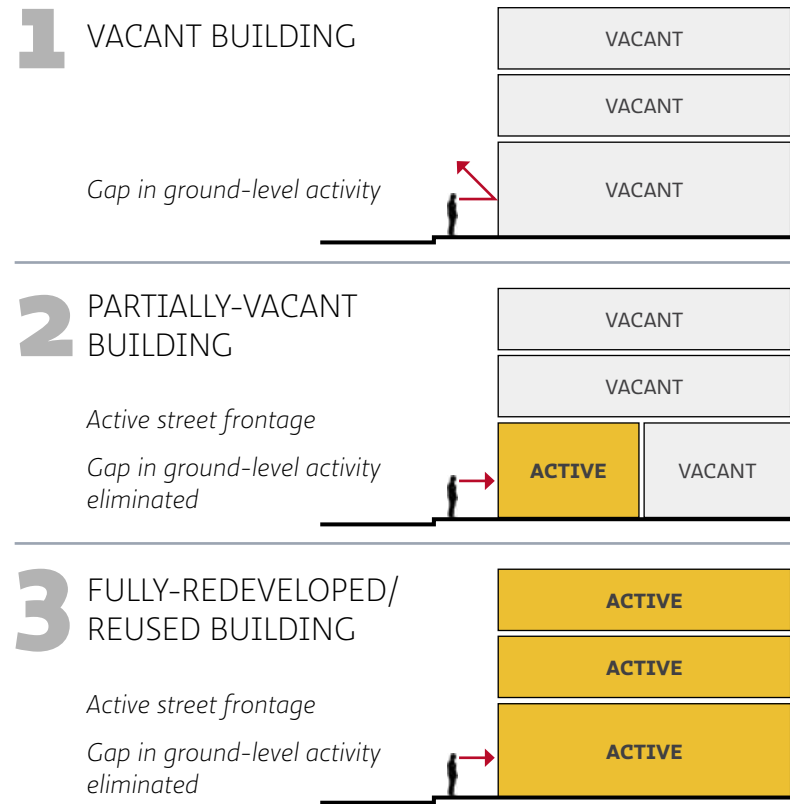 1 VACANT BUILDING
Gap in ground-level activity
VACANT
VACANT
VACANT
2 PARTIALLY-VACANT
BUILDING
Active street frontage
Gap in ground-level activity
eliminated
VACANT
VACANT
ACTIVE VACANT
3 FULLY-REDEVELOPED/
REUSED BUILDING
Active street frontage
Gap in ground-level activity
eliminated
ACTIVE
ACTIVE
ACTIVE